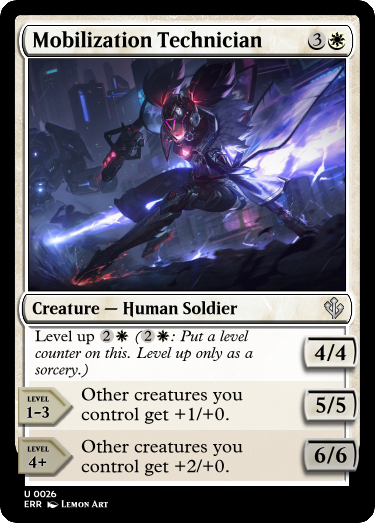 Mobilization Technician 3
Creature — Human Soldier
Level up 2 (2: Put a level
counter on this. Level up only as a
sorcery.)
4/4
LEVEL
1-3
Other creatures you
control get +1/+0.
5/5
LEVEL
4+
Other creatures you
control get +2/+0.
6/6
U 0026
ERR Lemon Art